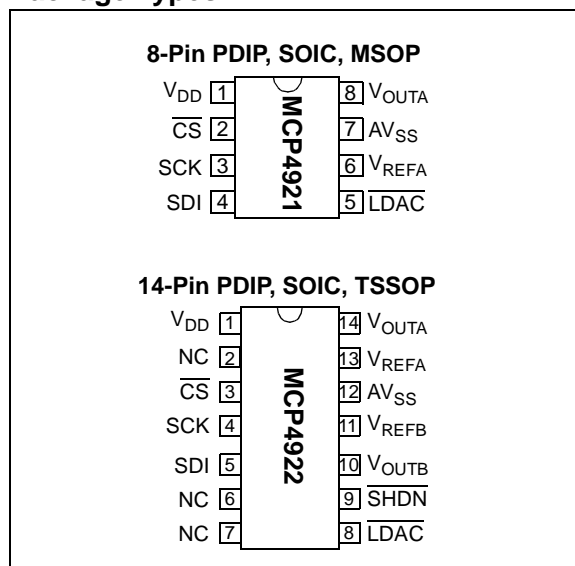 8-Pin PDIP, SOIC, MSOP
VDD 1 8 VOUTA
CS 2 7 AVSS
SCK 3 6 VREFA
SDI 4 5 LDAC
MCP4921
14-Pin PDIP, SOIC, TSSOP
VDD 1 14 VOUTA
NC 2 13 VREFA
CS 3 12 AVSS
SCK 4 11 VREFB
SDI 5 10 VOUTB
NC 6 9 SHDN
NC 7 8 LDAC
MCP4922